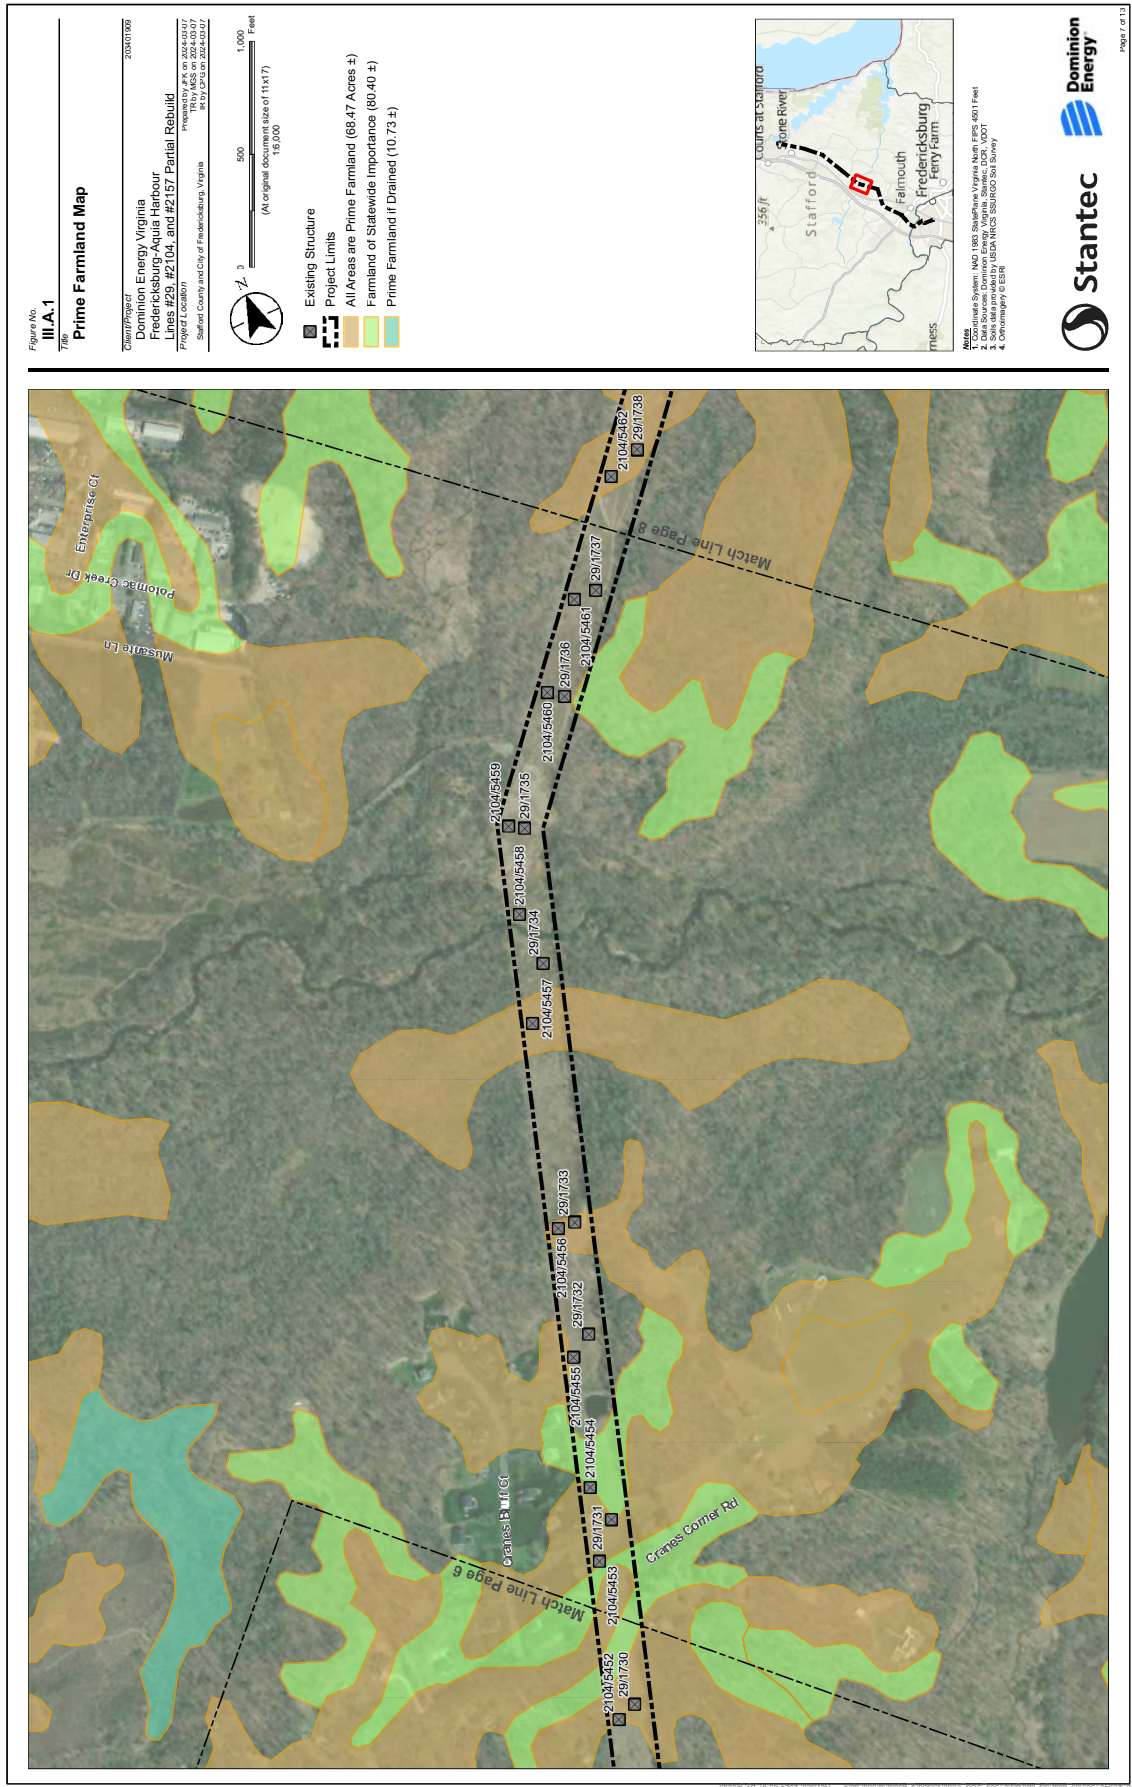 Figure No.
III.A.1
Title
Prime Farmland Map
Client/Project
203401909
Dominion Energy Virginia
Fredericksburg-Aquia Harbour
Lines #29, #2104, and #2157 Partial Rebuild
Project Location
Stafford County and City of Fredericksburg, Virginia
Prepared by JFK on 2024-03-07
TR by MGS on 2024-03-07
IR by CPG on 2024-03-07
N
0
500
1,000
Feet
(At original document size of 11x17)
1:6,000
Existing Structure
Project Limits
All Areas are Prime Farmland (68.47 Acres ±)
Farmland of Statewide Importance (80.40 ±)
Prime Farmland if Drained (10.73 ±)
Courts at Stafford
Stone River
356 ft
Stafford
Falmouth
Fredericksburg
Ferry Farm
ness
Notes
1. Coordinate System: NAD 1983 StatePlane Virginia North FIPS 4501 Feet
2. Data Sources: Dominion Energy Virginia, Stantec, DCR, VDOT
3. Soils data provided by USDA NRCS SSURGO Soil Survey
4. Orthoimagery © ESRI
Stantec
Dominion
Energy®
Page 7 of 13
Enterprise Ct
Potomac Creek Dr
Musante Ln
Cranes Bluff Ct
Cranes Corner Rd
Match Line Page 6
Match Line Page 8
2104/5452
29/1730
2104/5453
29/1731
2104/5454
2104/5455
29/1732
2104/5456
29/1733
2104/5457
29/1734
2104/5458
2104/5459
29/1735
2104/5460
29/1736
2104/5461
29/1737
2104/5462
29/1738